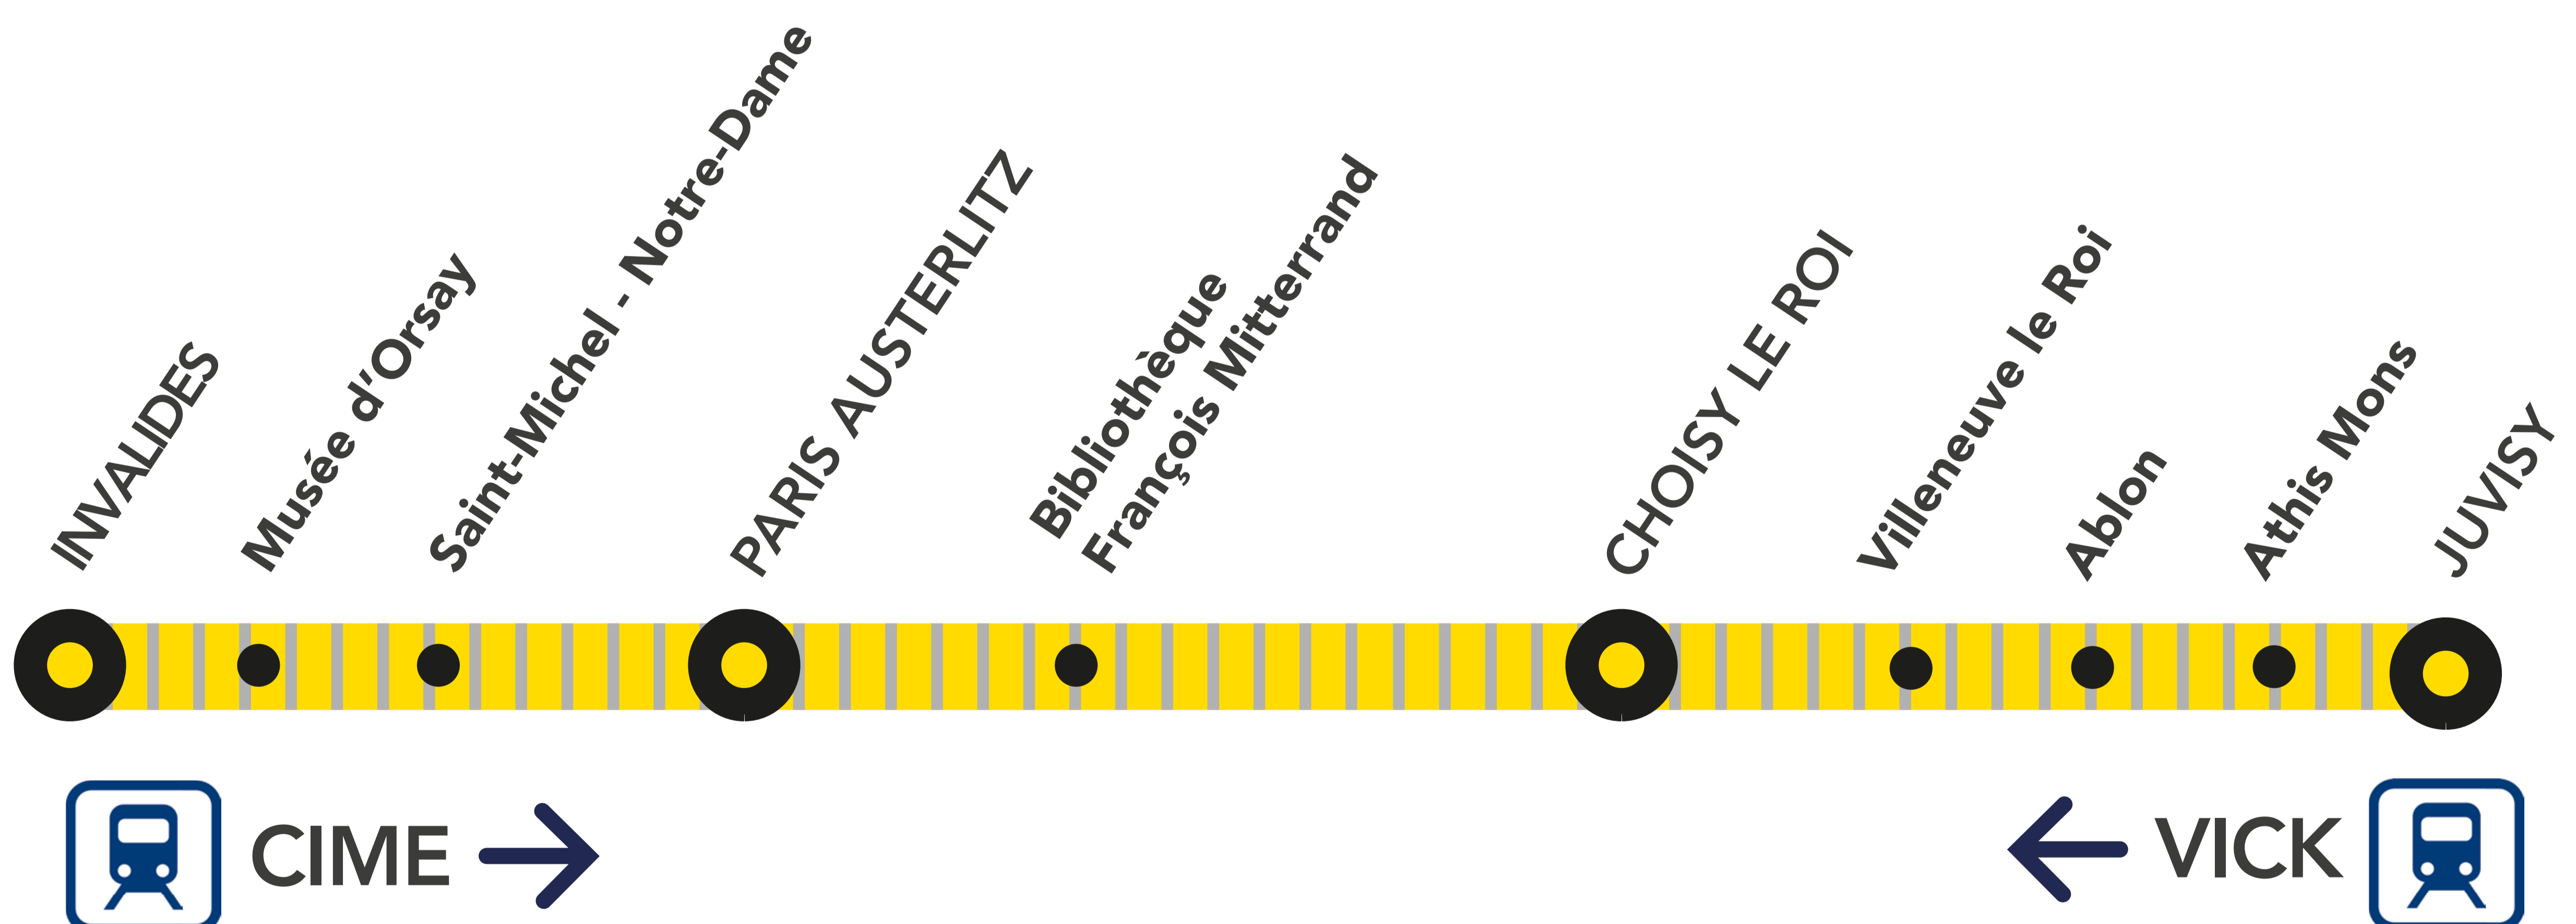 INVALIDES
Musée d'Orsay
Saint-Michel - Notre-Dame
PARIS AUSTERLITZ
Bibliothèque
François Mitterrand
CHOISY LE ROI
Villeneuve le Roi
Ablon
Athis Mons
JUVISY
CIME
VICK